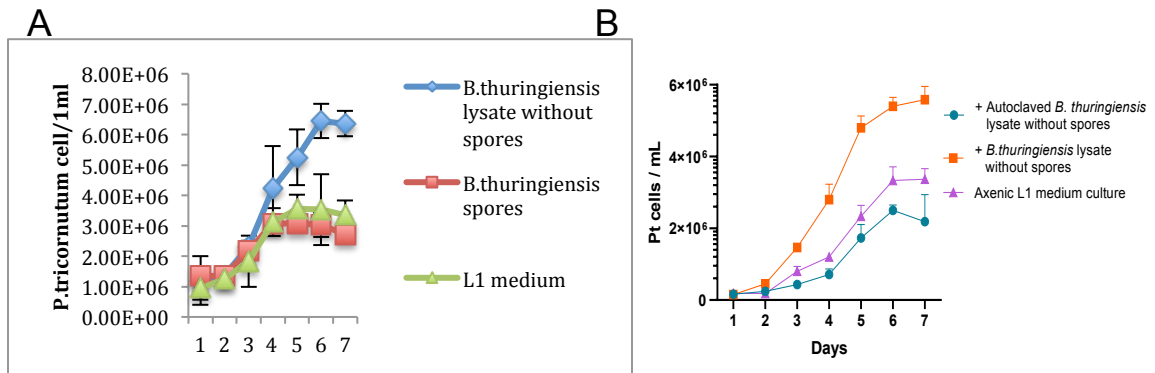 A
P.tricornutum cell/1ml
8.00E+06
7.00E+06
6.00E+06
5.00E+06
4.00E+06
3.00E+06
2.00E+06
1.00E+06
0.00E+00
1 2 3 4 5 6 7
B.thuringiensis
lysate without
spores
B.thuringiensis
spores
L1 medium
B
Pt cells / mL
6×10⁶
4×10⁶
2×10⁶
0
1 2 3 4 5 6 7
Days
+ Autoclaved B. thuringiensis
lysate without spores
+ B.thuringiensis lysate
without spores
Axenic L1 medium culture